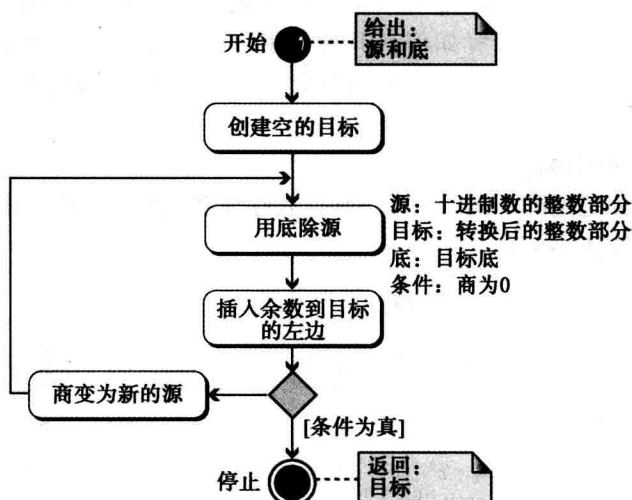 开始
给出：
源和底
创建空的目标
用底除源
源：十进制数的整数部分
目标：转换后的整数部分
底：目标底
条件：商为0
插入余数到目标
的左边
商变为新的源
[条件为真]
停止
返回：
目标